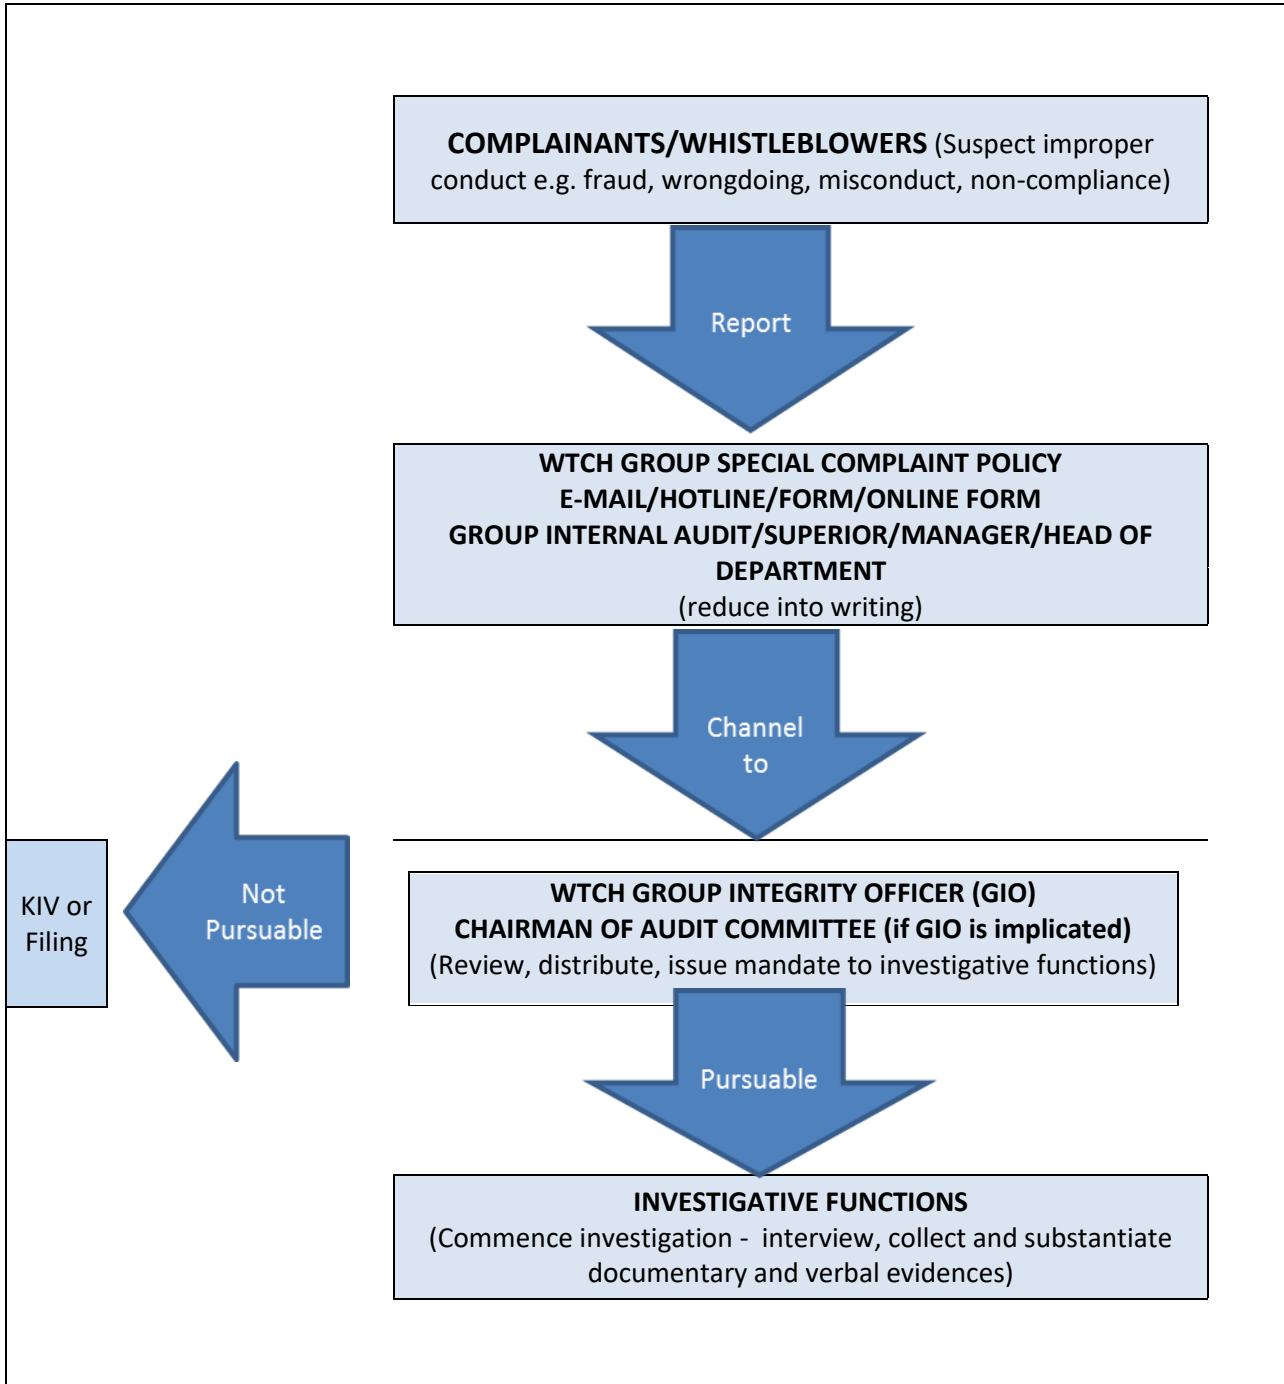 COMPLAINANTS/WHISTLEBLOWERS (Suspect improper
conduct e.g. fraud, wrongdoing, misconduct, non-compliance)
Report
WTCH GROUP SPECIAL COMPLAINT POLICY
E-MAIL/HOTLINE/FORM/ONLINE FORM
GROUP INTERNAL AUDIT/SUPERIOR/MANAGER/HEAD OF
DEPARTMENT
(reduce into writing)
Channel
to
KIV or
Filing
Not
Pursuable
WTCH GROUP INTEGRITY OFFICER (GIO)
CHAIRMAN OF AUDIT COMMITTEE (if GIO is implicated)
(Review, distribute, issue mandate to investigative functions)
Pursuable
INVESTIGATIVE FUNCTIONS
(Commence investigation -  interview, collect and substantiate
documentary and verbal evidences)